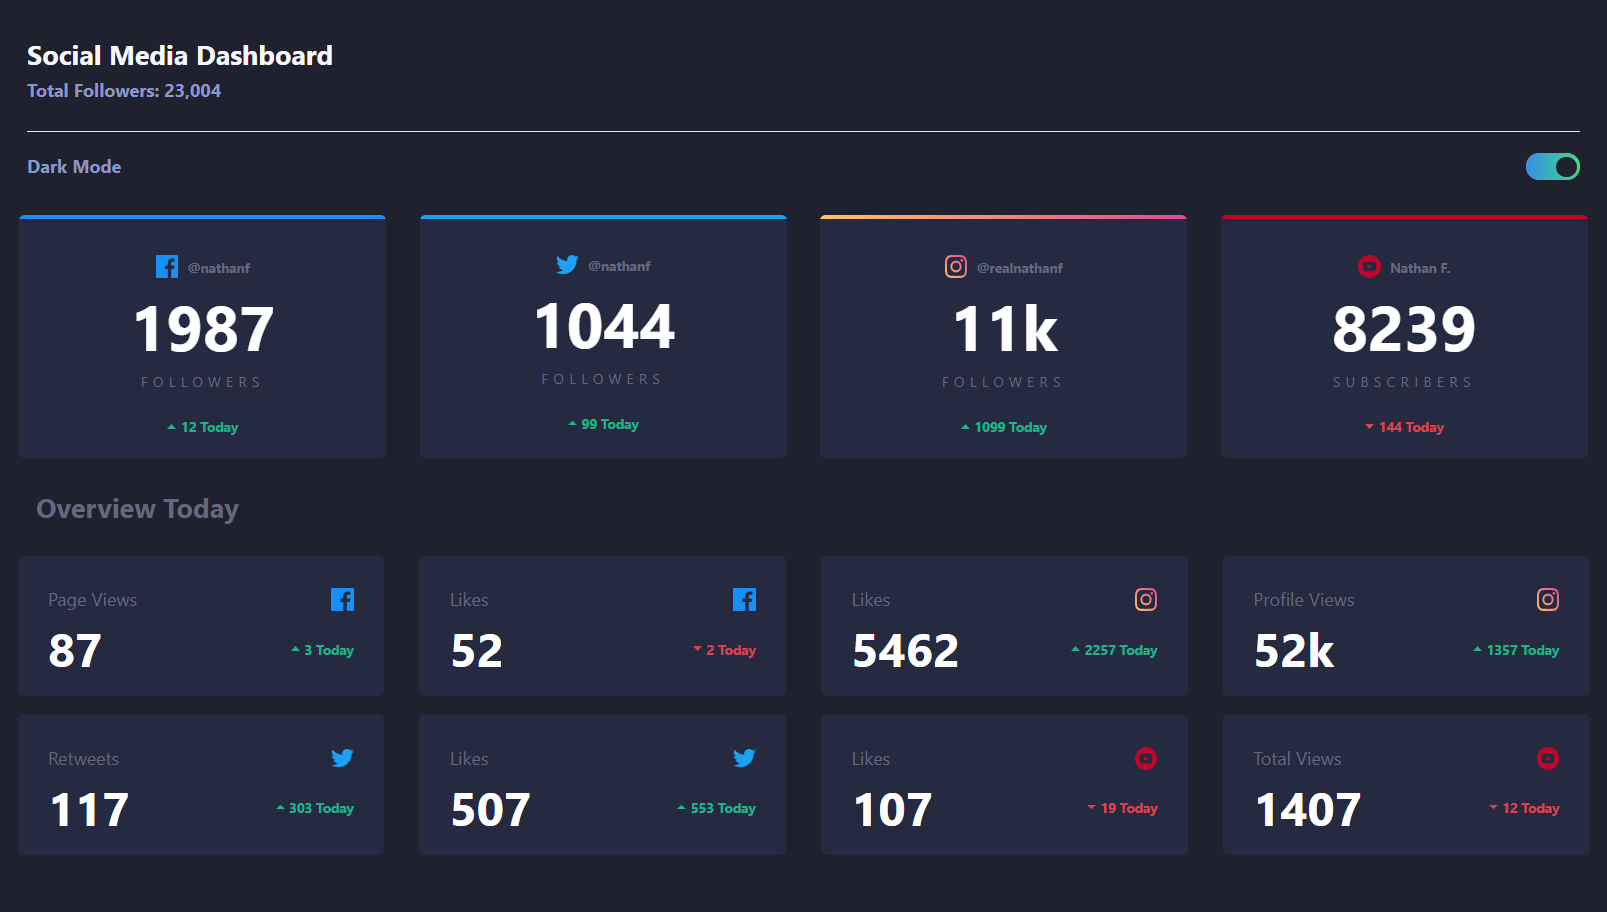 Social Media Dashboard
Total Followers: 23,004
Dark Mode
@nathanf
1987
FOLLOWERS
12 Today
@nathanf
1044
FOLLOWERS
99 Today
@realnathanf
11k
FOLLOWERS
1099 Today
Nathan F.
8239
SUBSCRIBERS
144 Today
Overview Today
Page Views
87
3 Today
Likes
52
2 Today
Likes
5462
2257 Today
Profile Views
52k
1357 Today
Retweets
117
303 Today
Likes
507
553 Today
Likes
107
19 Today
Total Views
1407
12 Today